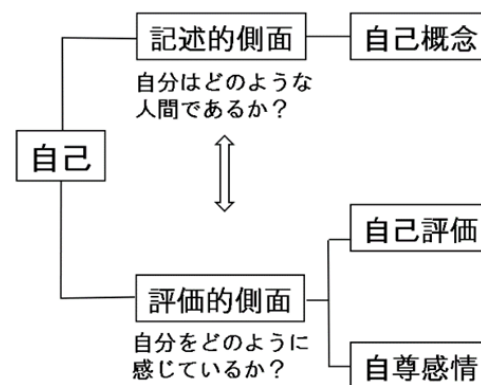 記述的側面
自己概念
自分はどのような
人間であるか？
自己
自己評価
評価的側面
自分をどのように
感じているか？
自尊感情